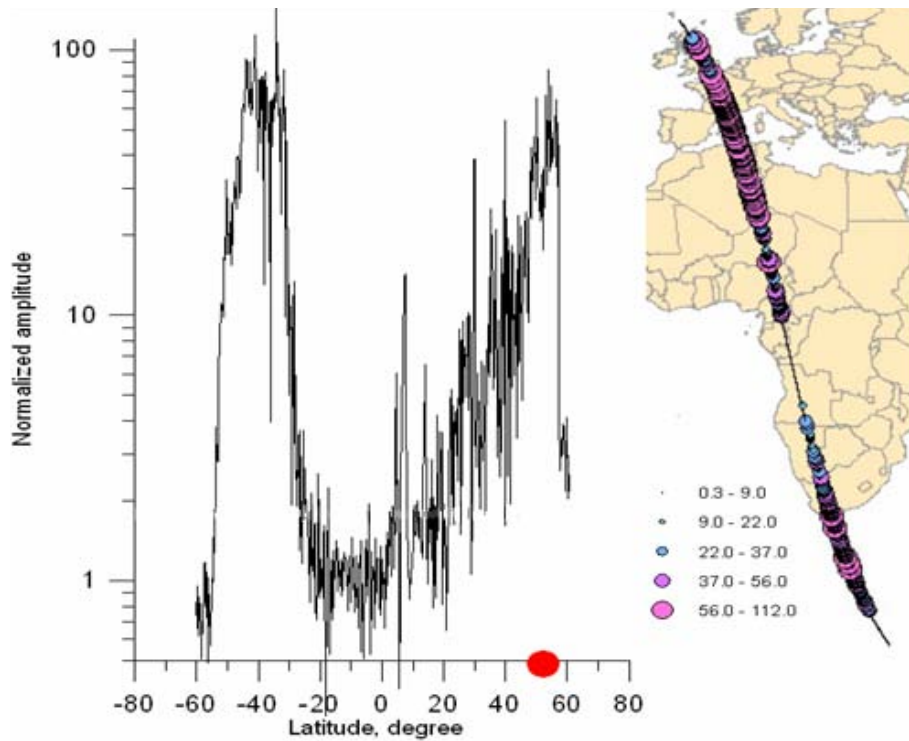 100
10
1
Normalized amplitude
-80 -60 -40 -20 0 20 40 60 80
Latitude, degree
0.3 - 9.0
9.0 - 22.0
22.0 - 37.0
37.0 - 56.0
56.0 - 112.0